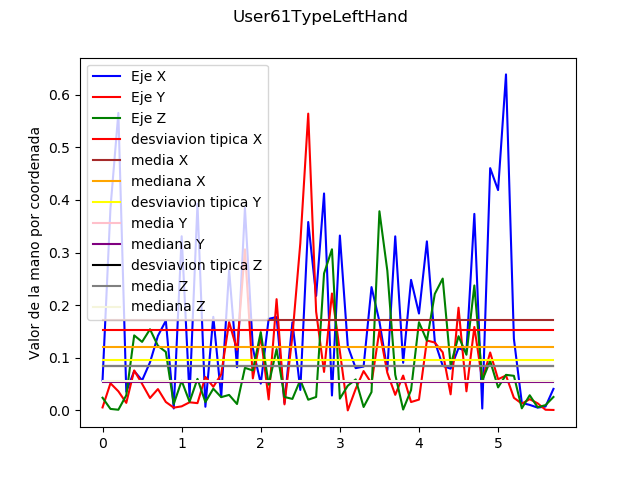 User61TypeLeftHand
Valor de la mano por coordenada
0.6
0.5
0.4
0.3
0.2
0.1
0.0
Eje X
Eje Y
Eje Z
desviavion tipica X
media X
mediana X
desviavion tipica Y
media Y
mediana Y
desviavion tipica Z
media Z
mediana Z
0 1 2 3 4 5